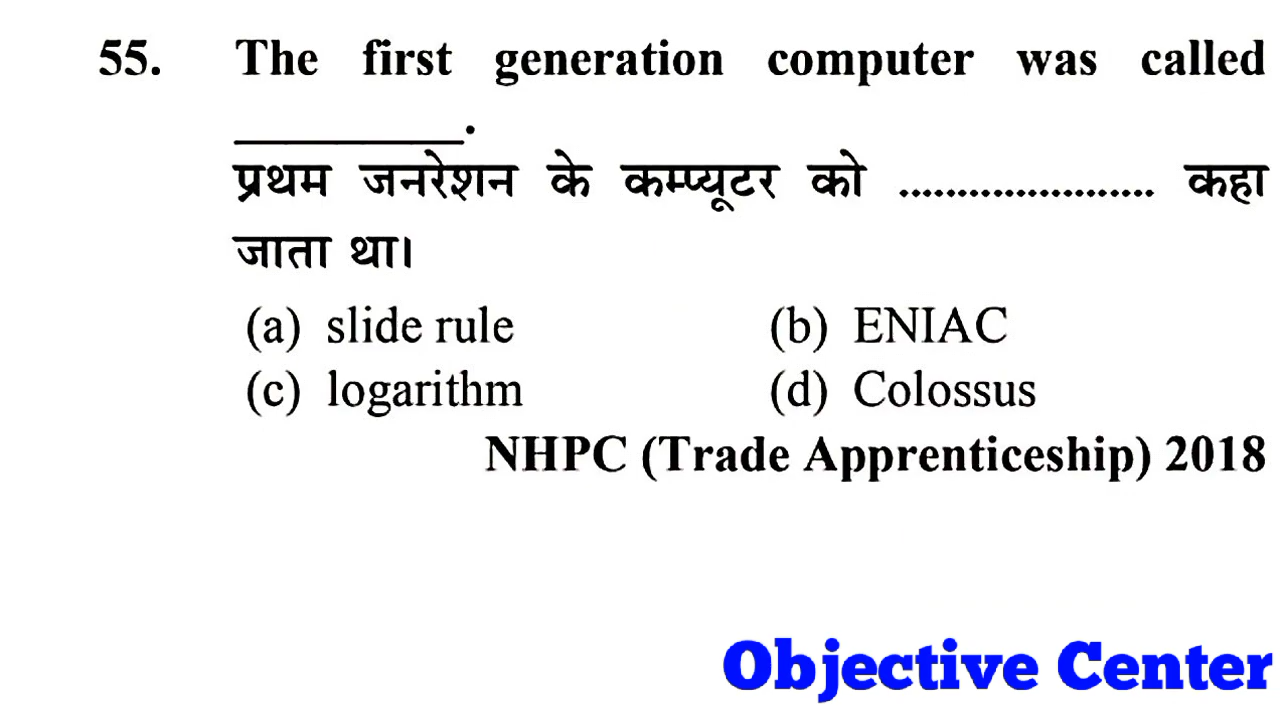 55. The first generation computer was called
__________.
प्रथम जनरेशन के कम्प्यूटर को ...................... कहा
जाता था।
(a) slide rule (b) ENIAC
(c) logarithm (d) Colossus
NHPC (Trade Apprenticeship) 2018
Objective Center